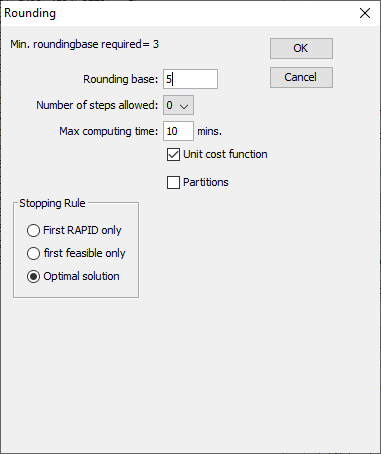 Rounding
Min. roundingbase required= 3
OK
Rounding base: 5
Cancel
Number of steps allowed: 0
Max computing time: 10 mins.
Unit cost function
Partitions
Stopping Rule
First RAPID only
first feasible only
Optimal solution